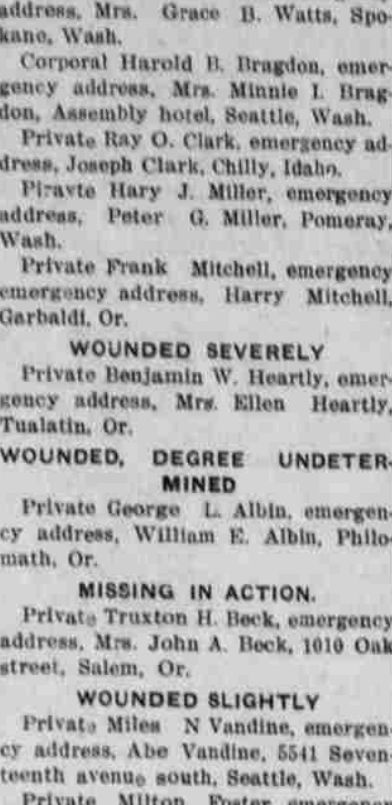 address, Mrs. Grace B. Watts, Spo-
kane, Wash.
Corporal Harold B. Bragdon, emer-
gency address, Mrs. Minnie I. Brag-
don, Assembly hotel, Seattle, Wash.
Private Ray O. Clark, emergency ad-
dress, Joseph Clark, Chilly, Idaho.
Piravte Hary J. Miller, emergency
address, Peter G. Miller, Pomeray,
Wash.
Private Frank Mitchell, emergency
emergency address, Harry Mitchell,
Garbaldi, Or.
WOUNDED SEVERELY
Private Benjamin W. Heartly, emer-
gency address, Mrs. Ellen Heartly,
Tualatin, Or.
WOUNDED, DEGREE UNDETER-
MINED
Private George L. Albin, emergen-
cy address, William E. Albin, Philo-
math, Or.
MISSING IN ACTION.
Private Truxton H. Beck, emergency
address, Mrs. John A. Beck, 1010 Oak
street, Salem, Or.
WOUNDED SLIGHTLY
Private Miles N Vandine, emergen-
cy address, Abe Vandine, 5541 Seven-
teenth avenue south, Seattle, Wash.
Private Milton Foster emergen-